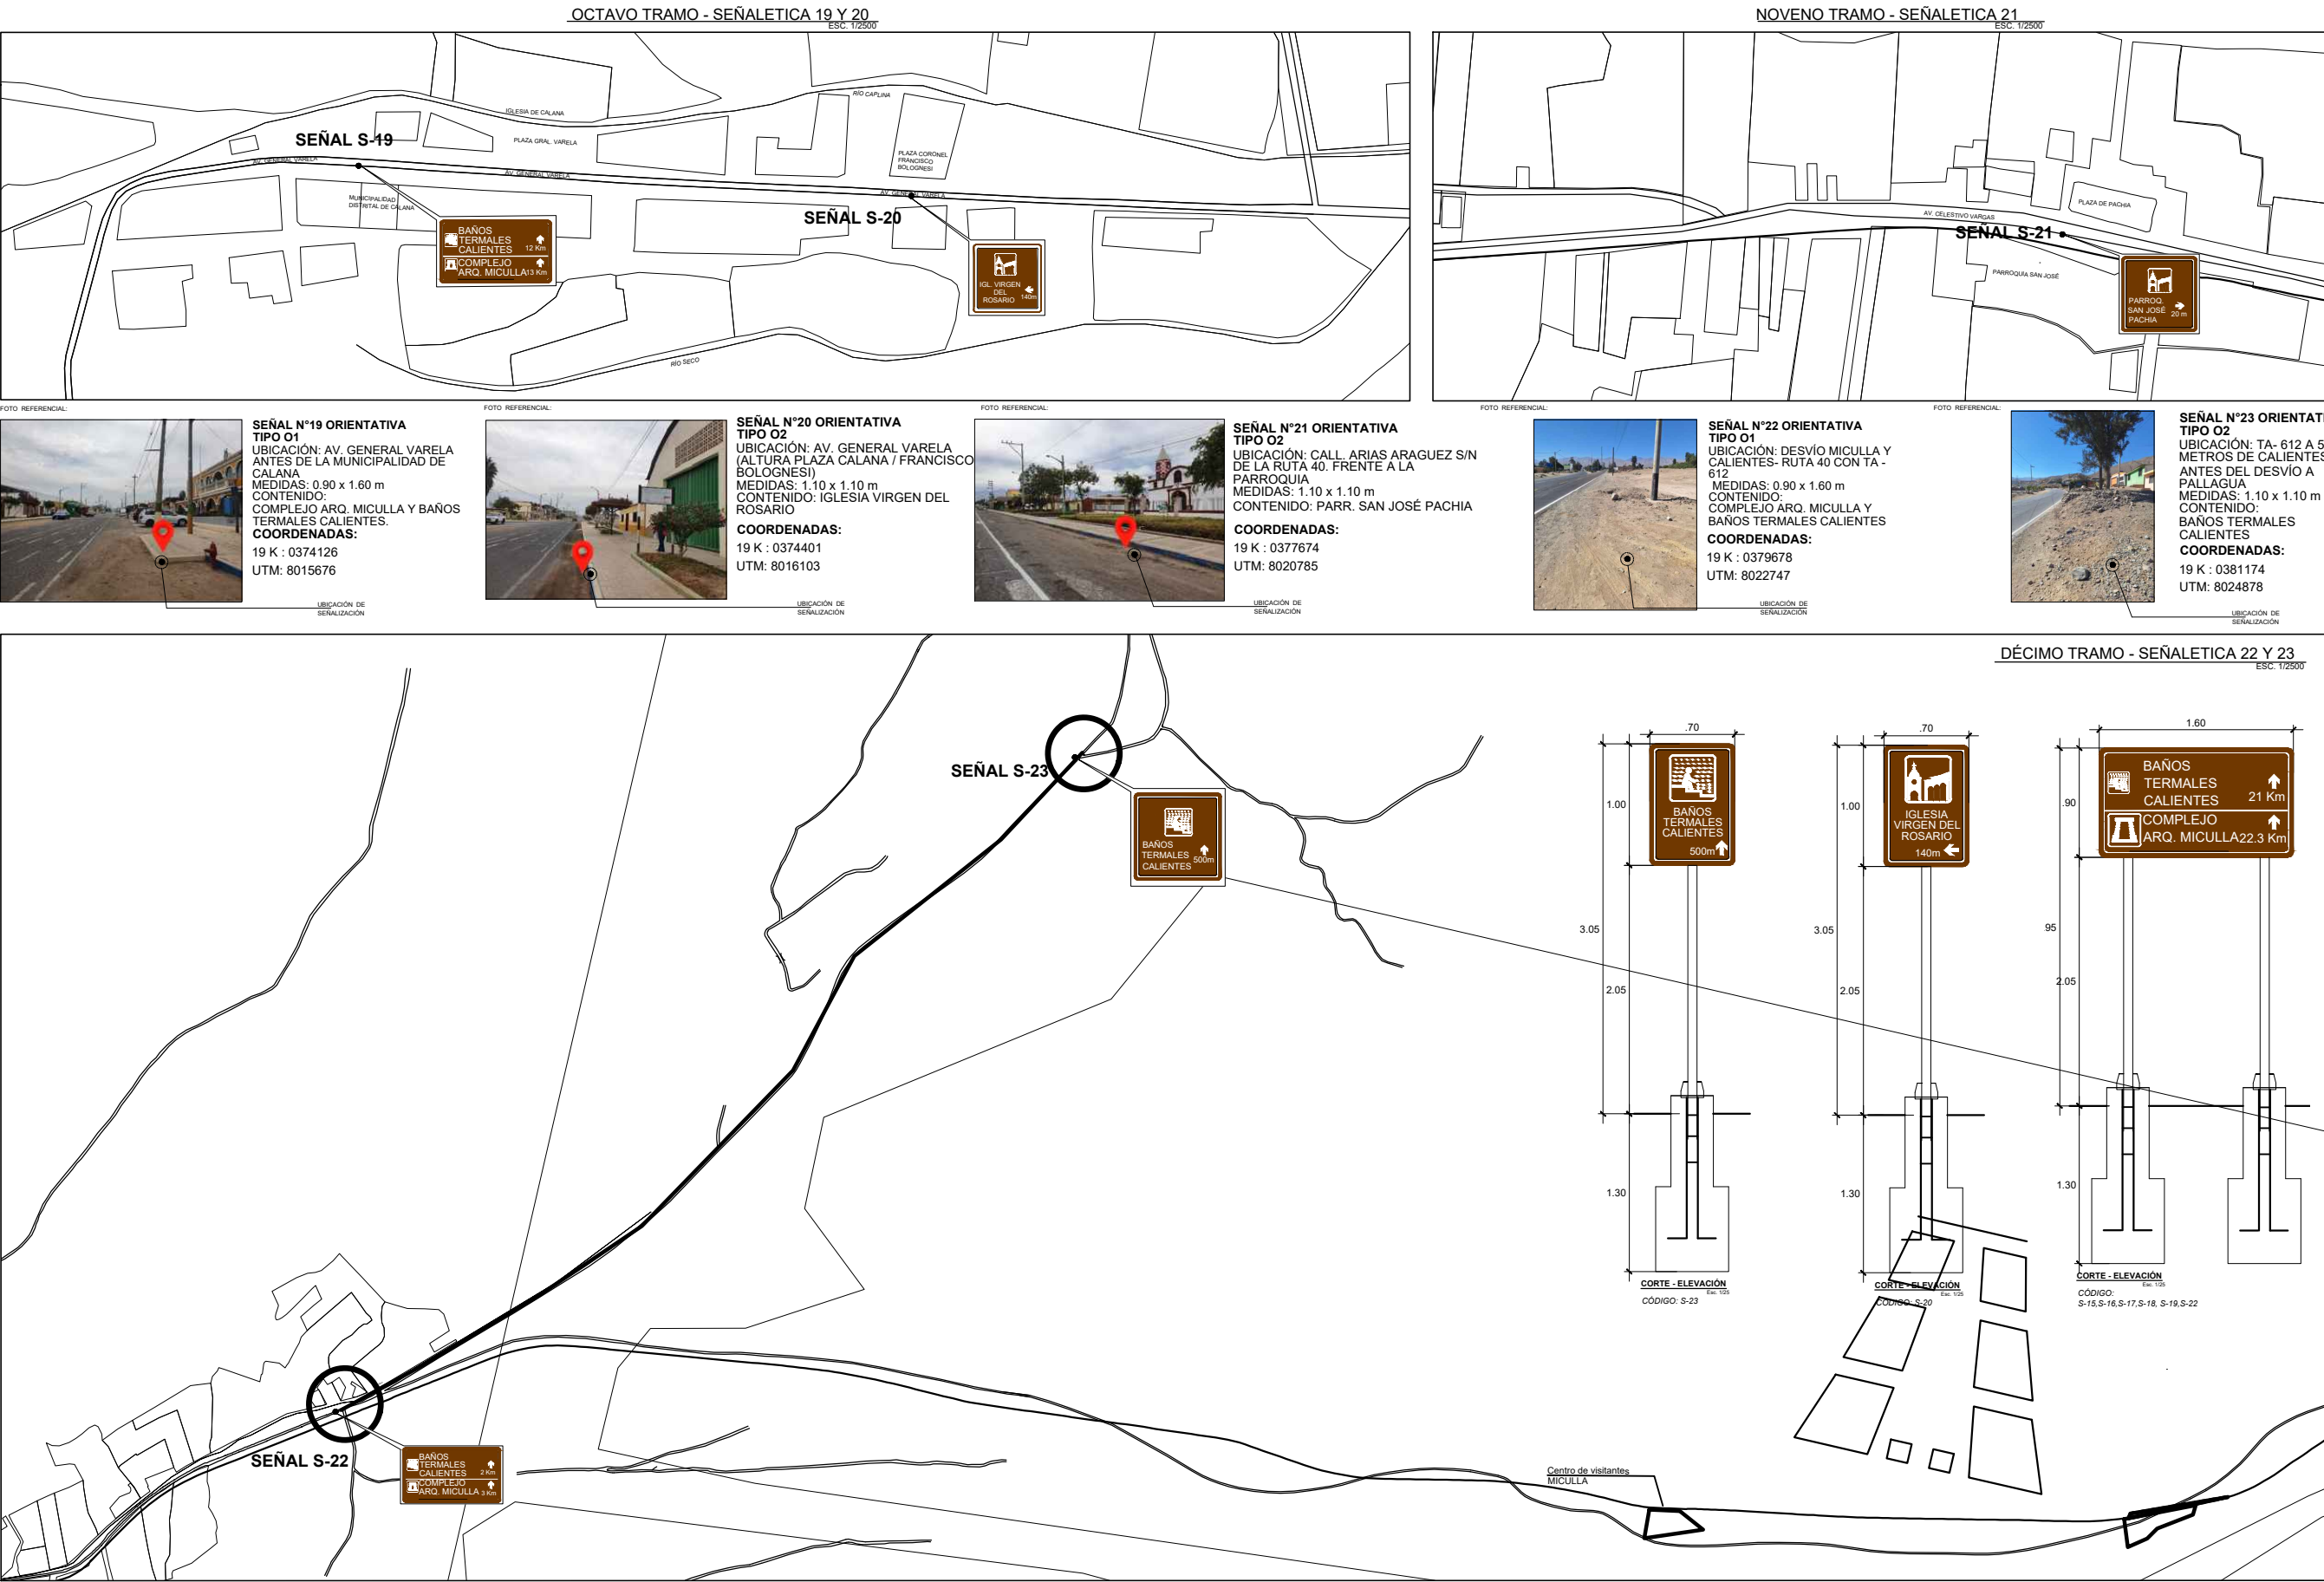 OCTAVO TRAMO - SEÑALETICA 19 Y 20
ESC. 1/2500
NOVENO TRAMO - SEÑALETICA 21
ESC. 1/2500
IGLESIA DE CALANA
RÍO CAPLINA
SEÑAL S-19
PLAZA GRAL. VARELA
PLAZA CORONEL
FRANCISCO
BOLOGNESI
AV. GENERAL VARELA
AV. GENERAL VARELA
AV. GENERAL VARELA
MUNICIPALIDAD
DISTRITAL DE CALANA
SEÑAL S-20
BAÑOS
TERMALES
CALIENTES
12 Km
COMPLEJO
ARQ. MICULLA
13 Km
IGL. VIRGEN
DEL
ROSARIO
140m
RÍO SECO
PLAZA DE PACHIA
AV. CELESTIVO VARGAS
SEÑAL S-21
PARROQUIA SAN JOSÉ
PARROQ.
SAN JOSÉ
PACHIA
20 m
FOTO REFERENCIAL:
SEÑAL N°19 ORIENTATIVA
TIPO O1
UBICACIÓN: AV. GENERAL VARELA
ANTES DE LA MUNICIPALIDAD DE
CALANA
MEDIDAS: 0.90 x 1.60 m
CONTENIDO:
COMPLEJO ARQ. MICULLA Y BAÑOS
TERMALES CALIENTES.
COORDENADAS:
19 K : 0374126
UTM: 8015676
UBICACIÓN DE
SEÑALIZACIÓN
FOTO REFERENCIAL:
SEÑAL N°20 ORIENTATIVA
TIPO O2
UBICACIÓN: AV. GENERAL VARELA
(ALTURA PLAZA CALANA / FRANCISCO
BOLOGNESI)
MEDIDAS: 1.10 x 1.10 m
CONTENIDO: IGLESIA VIRGEN DEL
ROSARIO
COORDENADAS:
19 K : 0374401
UTM: 8016103
UBICACIÓN DE
SEÑALIZACIÓN
FOTO REFERENCIAL:
SEÑAL N°21 ORIENTATIVA
TIPO O2
UBICACIÓN: CALL. ARIAS ARAGUEZ S/N
DE LA RUTA 40. FRENTE A LA
PARROQUIA
MEDIDAS: 1.10 x 1.10 m
CONTENIDO: PARR. SAN JOSÉ PACHIA
COORDENADAS:
19 K : 0377674
UTM: 8020785
UBICACIÓN DE
SEÑALIZACIÓN
FOTO REFERENCIAL:
SEÑAL N°22 ORIENTATIVA
TIPO O1
UBICACIÓN: DESVÍO MICULLA Y
CALIENTES- RUTA 40 CON TA -
612
MEDIDAS: 0.90 x 1.60 m
CONTENIDO:
COMPLEJO ARQ. MICULLA Y
BAÑOS TERMALES CALIENTES
COORDENADAS:
19 K : 0379678
UTM: 8022747
UBICACIÓN DE
SEÑALIZACIÓN
FOTO REFERENCIAL:
SEÑAL N°23 ORIENTATI
TIPO O2
UBICACIÓN: TA- 612 A 5
METROS DE CALIENTES
ANTES DEL DESVÍO A
PALLAGUA
MEDIDAS: 1.10 x 1.10 m
CONTENIDO:
BAÑOS TERMALES
CALIENTES
COORDENADAS:
19 K : 0381174
UTM: 8024878
UBICACIÓN DE
SEÑALIZACIÓN
DÉCIMO TRAMO - SEÑALETICA 22 Y 23
ESC. 1/2500
SEÑAL S-23
BAÑOS
TERMALES
CALIENTES
500m
SEÑAL S-22
BAÑOS
TERMALES
CALIENTES
2 Km
COMPLEJO
ARQ. MICULLA
3 Km
Centro de visitantes
MICULLA
.70
1.00
BAÑOS
TERMALES
CALIENTES
500m
3.05
2.05
1.30
CORTE - ELEVACIÓN
Esc. 1/25
CÓDIGO: S-23
.70
1.00
IGLESIA
VIRGEN DEL
ROSARIO
140m
3.05
2.05
1.30
CORTE - ELEVACIÓN
Esc. 1/25
CÓDIGO: S-20
1.60
.90
BAÑOS
TERMALES
CALIENTES
21 Km
COMPLEJO
ARQ. MICULLA
22.3 Km
95
2.05
1.30
CORTE - ELEVACIÓN
Esc. 1/25
CÓDIGO:
S-15,S-16,S-17,S-18, S-19,S-22